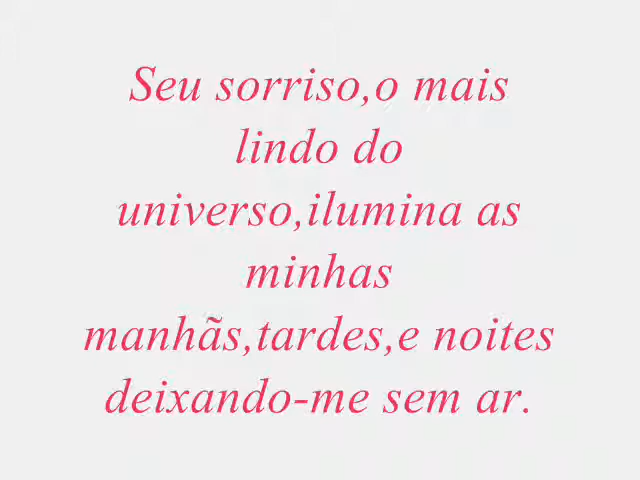 Seu sorriso,o mais
lindo do
universo,ilumina as
minhas
manhãs,tardes,e noites
deixando-me sem ar.